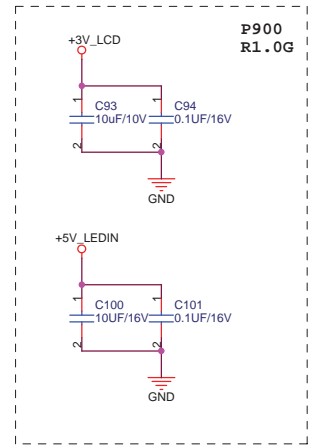 P900
R1.0G
+3V_LCD
1
1
C93
10uF/10V
C94
0.1UF/16V
2
2
GND
+5V_LEDIN
1
1
C100
10UF/16V
C101
0.1UF/16V
2
2
GND